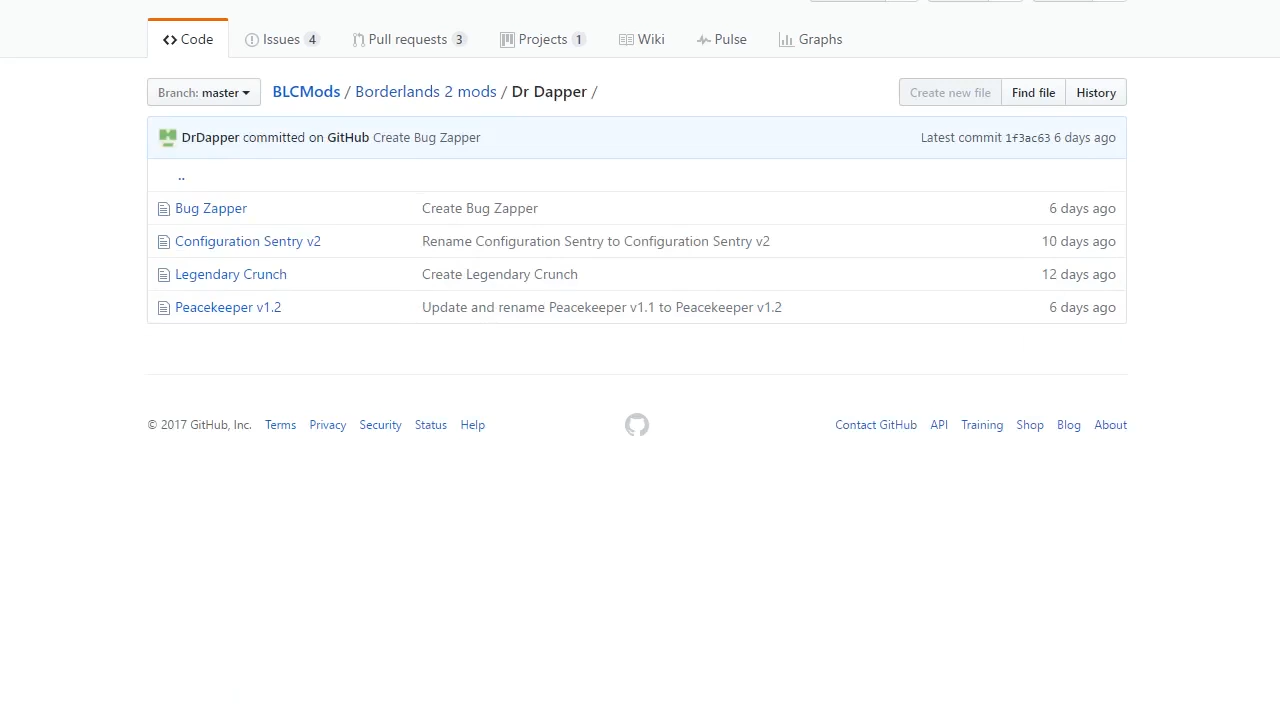 Code Issues 4 Pull requests 3 Projects 1 Wiki Pulse Graphs
Branch: master BLCMods / Borderlands 2 mods / Dr Dapper / Create new file Find file History
DrDapper committed on GitHub Create Bug Zapper Latest commit 1f3ac63 6 days ago
..
Bug Zapper Create Bug Zapper 6 days ago
Configuration Sentry v2 Rename Configuration Sentry to Configuration Sentry v2 10 days ago
Legendary Crunch Create Legendary Crunch 12 days ago
Peacekeeper v1.2 Update and rename Peacekeeper v1.1 to Peacekeeper v1.2 6 days ago
© 2017 GitHub, Inc. Terms Privacy Security Status Help Contact GitHub API Training Shop Blog About